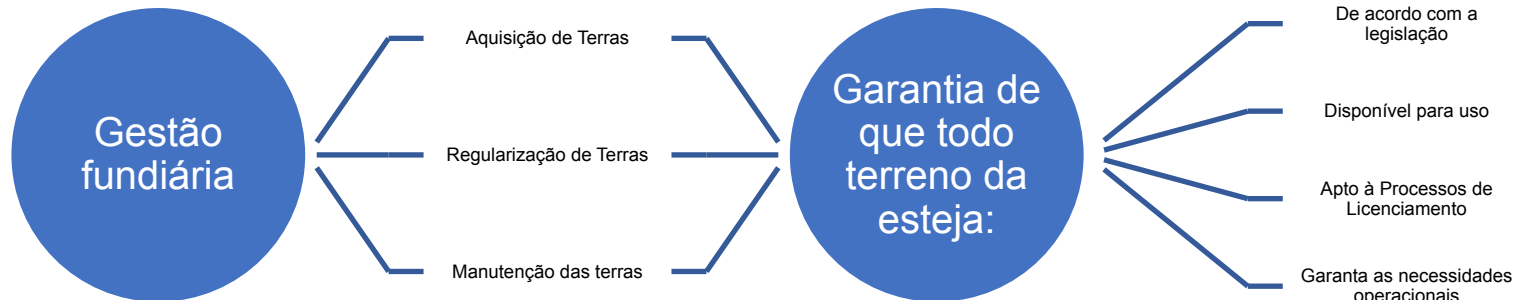 Gestão
fundiária
Aquisição de Terras
Regularização de Terras
Manutenção das terras
Garantia de
que todo
terreno da
esteja:
De acordo com a
legislação
Disponível para uso
Apto à Processos de
Licenciamento
Garanta as necessidades
operacionais